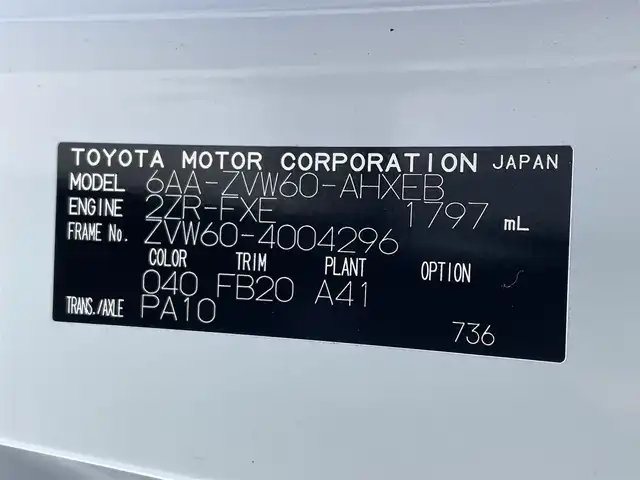 TOYOTA MOTOR CORPORATION JAPAN
MODEL 6AA-ZVW60-AHXEB
ENGINE 2ZR-FXE 1797 mL
FRAME No. ZVW60-4004296
COLOR TRIM PLANT OPTION
040 FB20 A41
TRANS./AXLE PA10
736